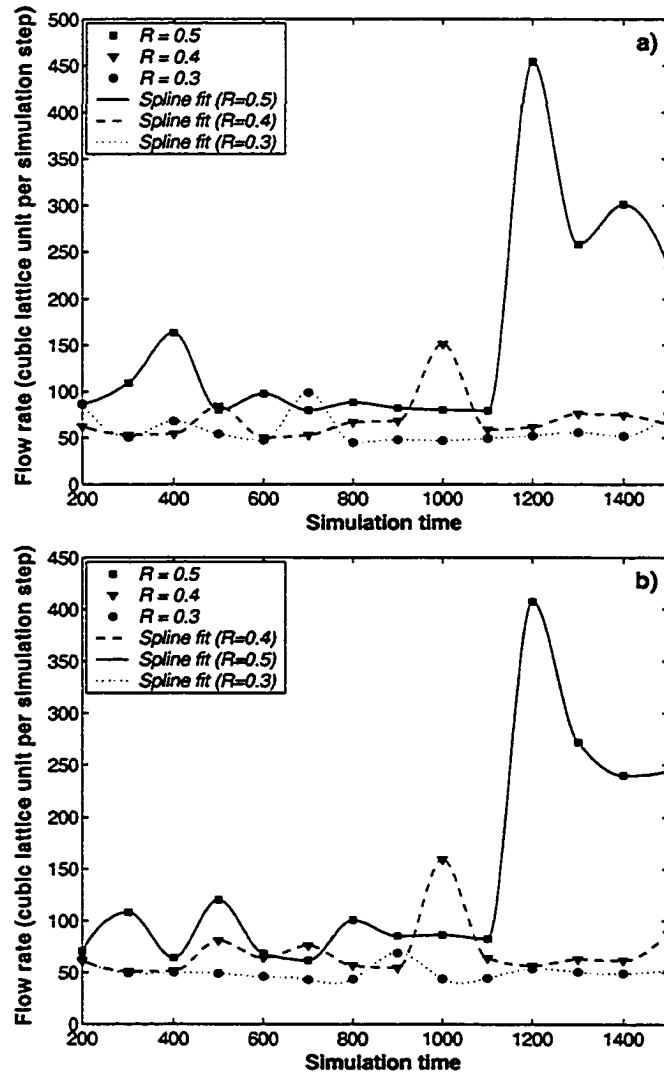 a)
500
450
400
350
300
250
200
150
100
50
0
Flow rate (cubic lattice unit per simulation step)
R = 0.5
R = 0.4
R = 0.3
Spline fit (R=0.5)
Spline fit (R=0.4)
Spline fit (R=0.3)
200 400 600 800 1000 1200 1400
Simulation time
b)
450
400
350
300
250
200
150
100
50
0
Flow rate (cubic lattice unit per simulation step)
R = 0.5
R = 0.4
R = 0.3
Spline fit (R=0.4)
Spline fit (R=0.5)
Spline fit (R=0.3)
200 400 600 800 1000 1200 1400
Simulation time